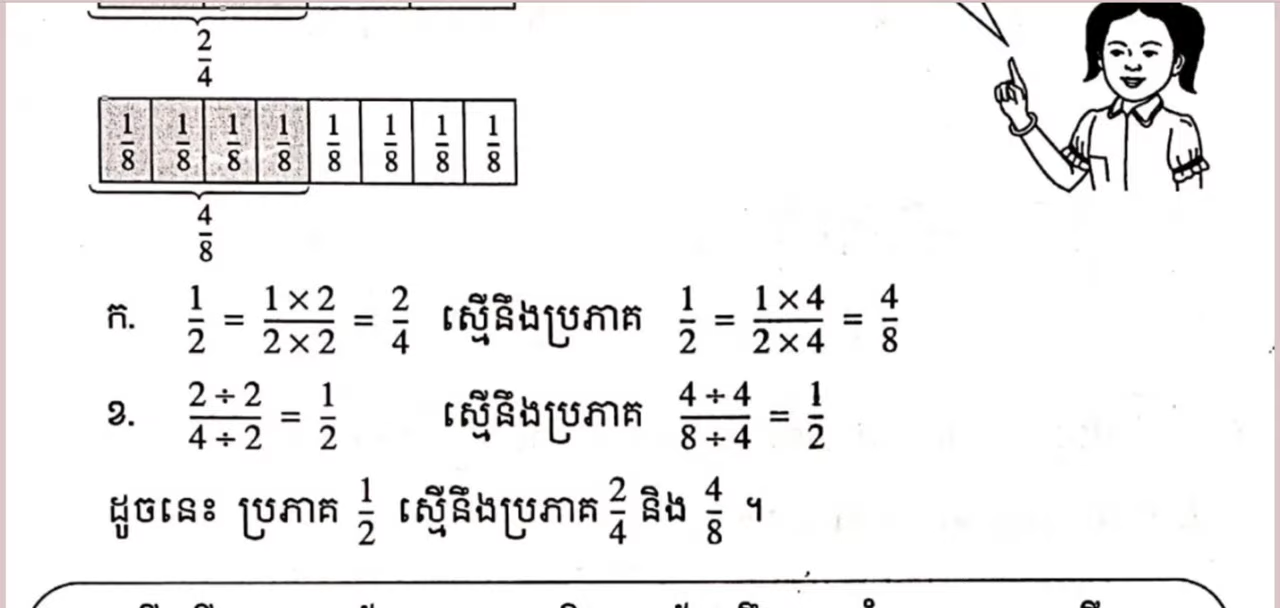 2/4
1/8 1/8 1/8 1/8 1/8 1/8 1/8 1/8
4/8
ក. 1/2 = 1 × 2/2 × 2 = 2/4 ស្មើនឹងប្រភាគ 1/2 = 1 × 4/2 × 4 = 4/8
ខ. 2 ÷ 2/4 ÷ 2 = 1/2 ស្មើនឹងប្រភាគ 4 ÷ 4/8 ÷ 4 = 1/2
ដូចនេះ ប្រភាគ 1/2 ស្មើនឹងប្រភាគ 2/4 និង 4/8 ។